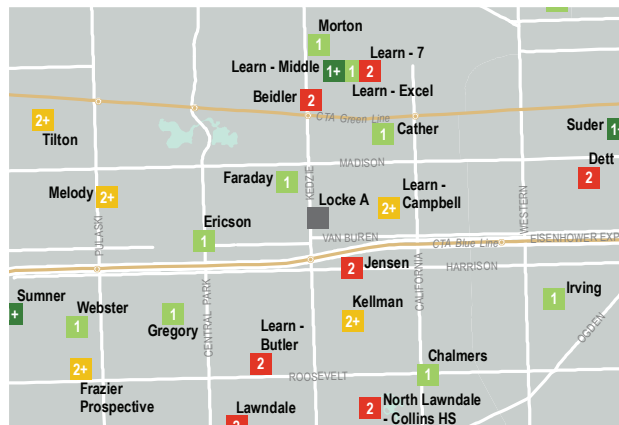 Morton
1
Learn - Middle
1+
1
2
Learn - 7
Learn - Excel
Beidler
2
CTA Green Line
2+
Tilton
1
Cather
Suder
1+
MADISON
Dett
2
Faraday
1
KEDZIE
Melody
2+
Locke A
Learn -
Campbell
2+
WESTERN
PULASKI
Ericson
1
VAN BUREN
CTA Blue Line
EISENHOWER EXP
2
Jensen
HARRISON
CALIFORNIA
Sumner
+
Webster
1
Gregory
1
CENTRAL PARK
Kellman
2+
Irving
1
OGDEN
Learn -
Butler
2
2+
Frazier
Prospective
ROOSEVELT
Chalmers
1
Lawndale
2
2
North Lawndale
- Collins HS